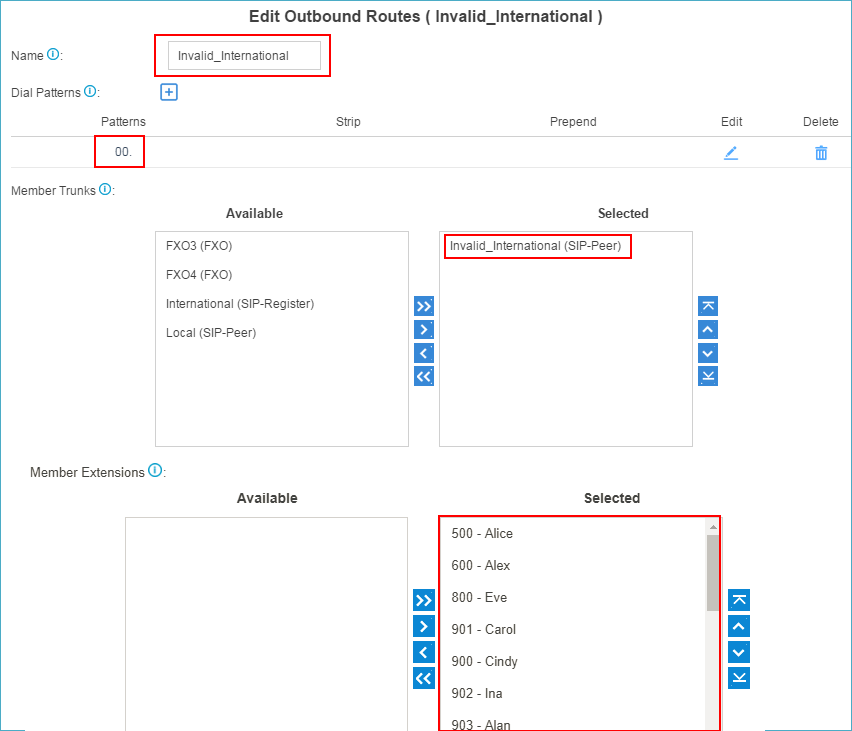 Edit Outbound Routes ( Invalid_International )
Name i: Invalid_International
Dial Patterns i: +
Patterns Strip Prepend Edit Delete
00.
Member Trunks i:
Available Selected
FXO3 (FXO) Invalid_International (SIP-Peer)
FXO4 (FXO)
International (SIP-Register)
Local (SIP-Peer)
Member Extensions i:
Available Selected
500 - Alice
600 - Alex
800 - Eve
901 - Carol
900 - Cindy
902 - Ina
903 - Alan